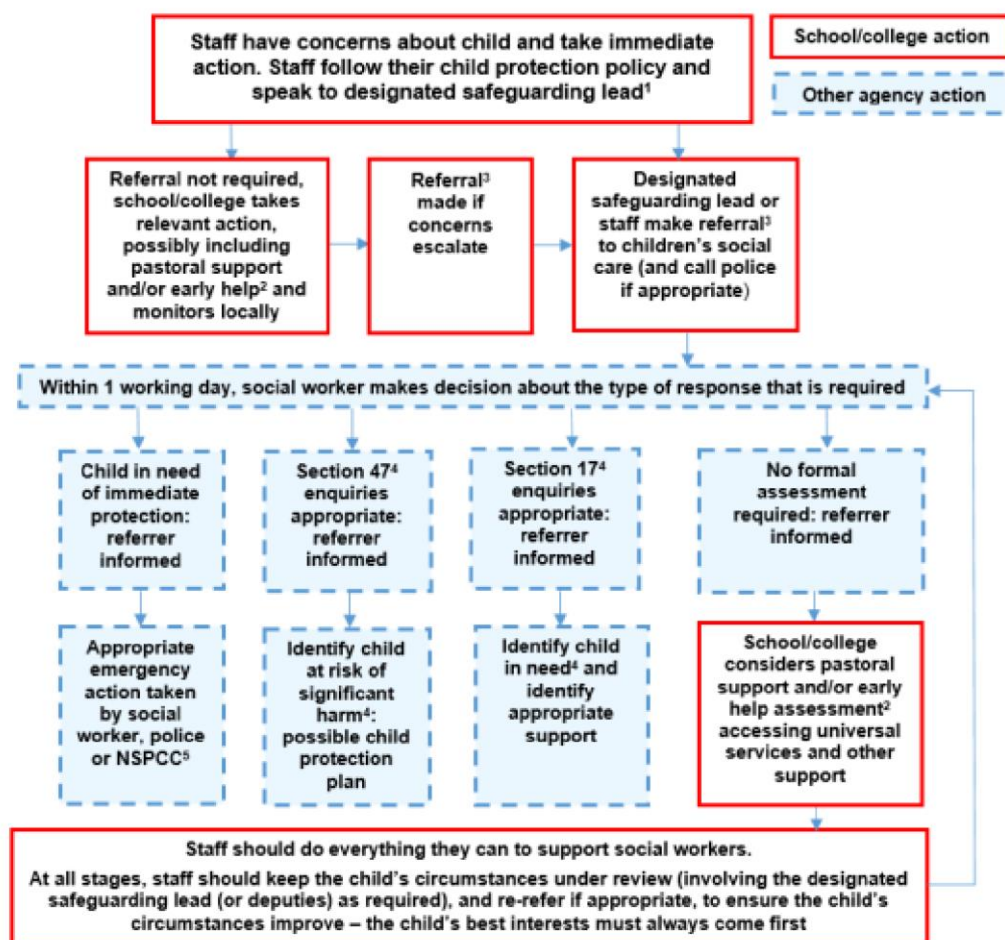 Staff have concerns about child and take immediate
action. Staff follow their child protection policy and
speak to designated safeguarding lead¹
School/college action
Other agency action
Referral not required,
school/college takes
relevant action,
possibly including
pastoral support
and/or early help² and
monitors locally
Referral³
made if
concerns
escalate
Designated
safeguarding lead or
staff make referral³
to children’s social
care (and call police
if appropriate)
Within 1 working day, social worker makes decision about the type of response that is required
Child in need
of immediate
protection:
referrer
informed
Section 47⁴
enquiries
appropriate:
referrer
informed
Section 17⁴
enquiries
appropriate:
referrer
informed
No formal
assessment
required: referrer
informed
Appropriate
emergency
action taken
by social
worker, police
or NSPCC⁵
Identify child
at risk of
significant
harm⁴:
possible child
protection
plan
Identify child
in need⁴ and
identify
appropriate
support
School/college
considers pastoral
support and/or early
help assessment²
accessing universal
services and other
support
Staff should do everything they can to support social workers.
At all stages, staff should keep the child’s circumstances under review (involving the designated
safeguarding lead (or deputies) as required), and re-refer if appropriate, to ensure the child’s
circumstances improve – the child’s best interests must always come first